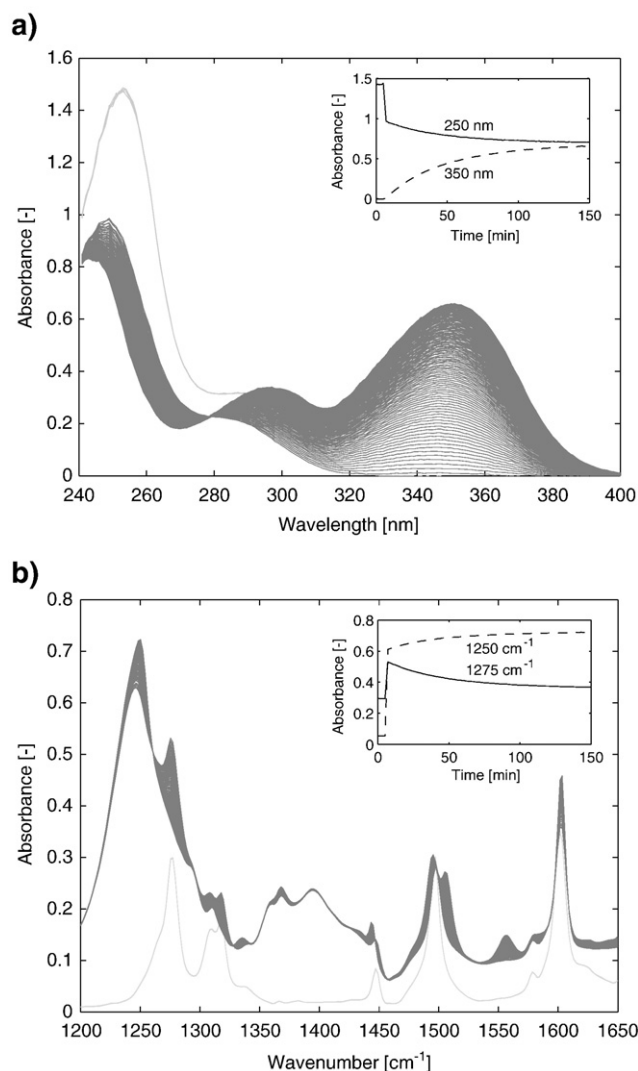 a)
1.6
1.4
1.2
1
0.8
0.6
0.4
0.2
0
Absorbance [-]
240 260 280 300 320 340 360 380 400
Wavelength [nm]
1.5
1
0.5
0
Absorbance [-]
250 nm
350 nm
0 50 100 150
Time [min]
b)
0.8
0.7
0.6
0.5
0.4
0.3
0.2
0.1
0
Absorbance [-]
1200 1250 1300 1350 1400 1450 1500 1550 1600 1650
Wavenumber [cm⁻¹]
0.8
0.6
0.4
0.2
0
Absorbance [-]
1250 cm⁻¹
1275 cm⁻¹
0 50 100 150
Time [min]